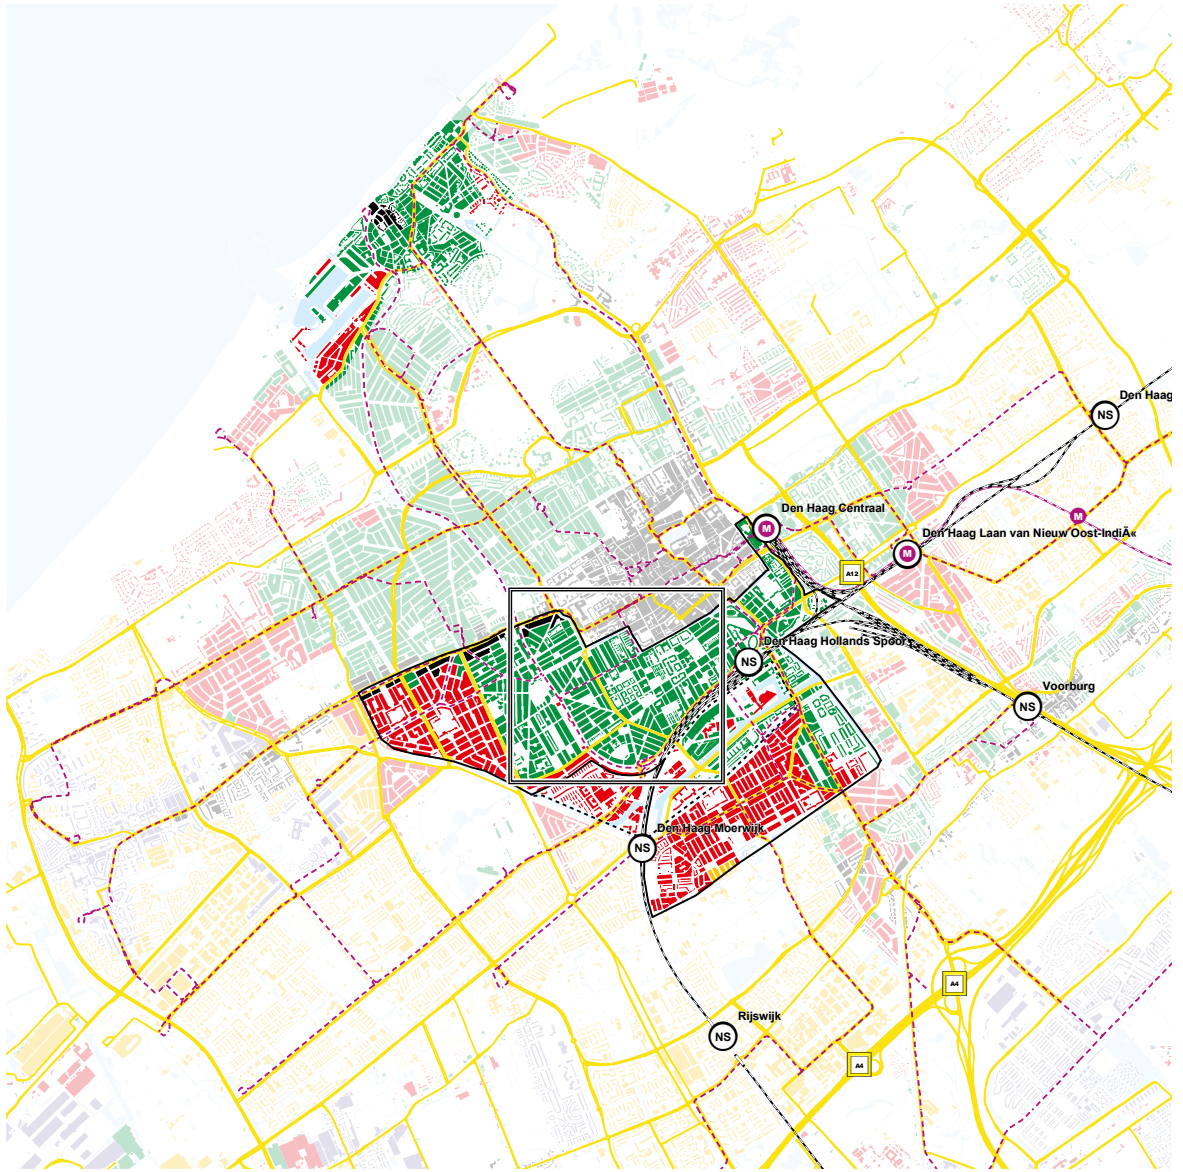 Den Haag
NS
Den Haag Centraal
M
M
Den Haag Laan van Nieuw Oost-IndiÃ«
M
A12
Den Haag Hollands Spoor
NS
Voorburg
NS
Den Haag Moerwijk
NS
A4
Rijswijk
NS
A4